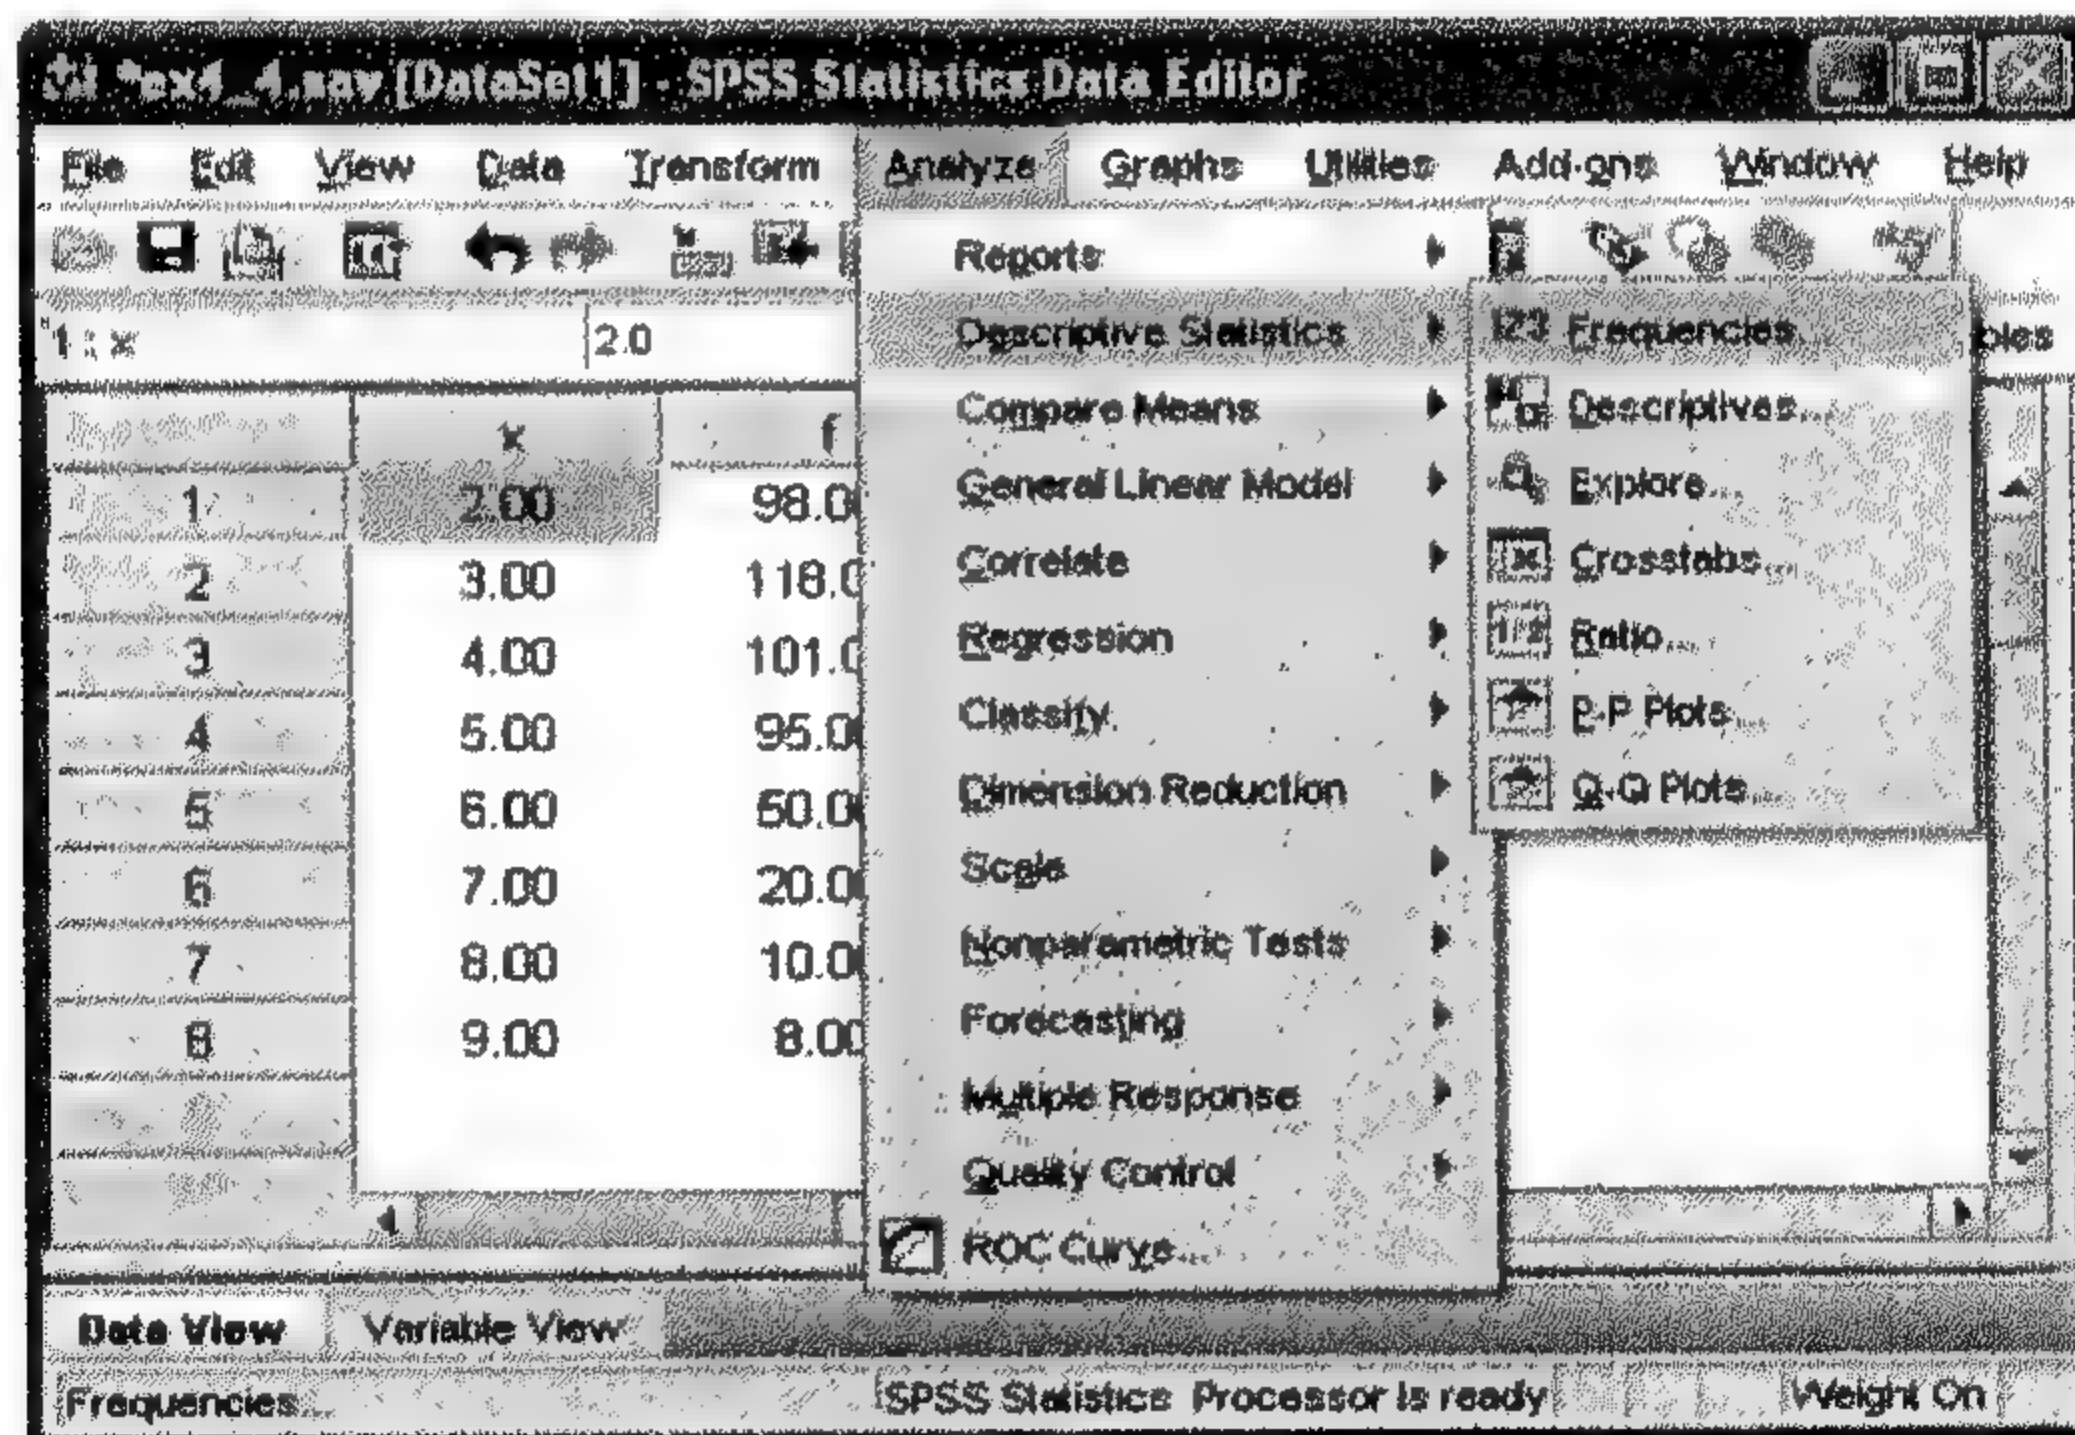 *ex4_4.sav [DataSet1] - SPSS Statistics Data Editor
File Edit View Data Transform Analyze Graphs Utilities Add-ons Window Help
1 : x 2.0
x f
1 2.00 98.0
2 3.00 118.0
3 4.00 101.0
4 5.00 95.0
5 6.00 50.0
6 7.00 20.0
7 8.00 10.0
8 9.00 8.00
Reports
Descriptive Statistics
Compare Means
General Linear Model
Correlate
Regression
Classify
Dimension Reduction
Scale
Nonparametric Tests
Forecasting
Multiple Response
Quality Control
ROC Curve...
123 Frequencies...
Descriptives...
Explore...
Crosstabs...
1/2 Ratio...
P-P Plots...
Q-Q Plots...
bles
Data View Variable View
Frequencies... SPSS Statistics Processor is ready Weight On